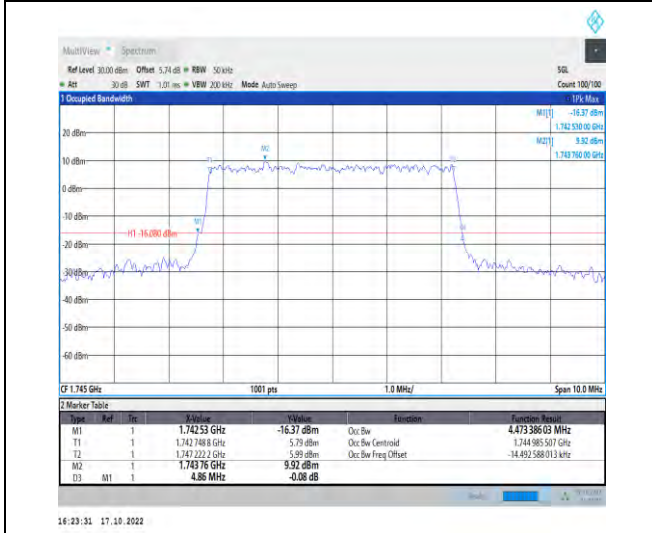 MultiView Spectrum
Ref Level 30.00 dBm Offset 5.74 dB RBW 50 kHz SGL
Att 30 dB SWT 1.01 ms VBW 200 kHz Mode Auto Sweep Count 100/100
1 Occupied Bandwidth 1Pk Max
M1[1] -16.37 dBm
1.742 530 00 GHz
M2[1] 9.92 dBm
1.743 760 00 GHz
20 dBm
M2
T1
10 dBm
0 dBm
-10 dBm
M1
H1 -16.080 dBm
-20 dBm
-30 dBm
-40 dBm
-50 dBm
-60 dBm
CF 1.745 GHz 1001 pts 1.0 MHz/ Span 10.0 MHz
2 Marker Table
Type Ref Trc X-Value Y-Value Function Function Result
M1 1 1.742 53 GHz -16.37 dBm Occ Bw 4.473 386 03 MHz
T1 1 1.742 748 8 GHz 5.79 dBm Occ Bw Centroid 1.744 985 507 GHz
T2 1 1.747 222 2 GHz 5.99 dBm Occ Bw Freq Offset -14.492 588 013 kHz
M2 1 1.743 76 GHz 9.92 dBm
D3 M1 1 4.86 MHz -0.08 dB
16:23:31 17.10.2022